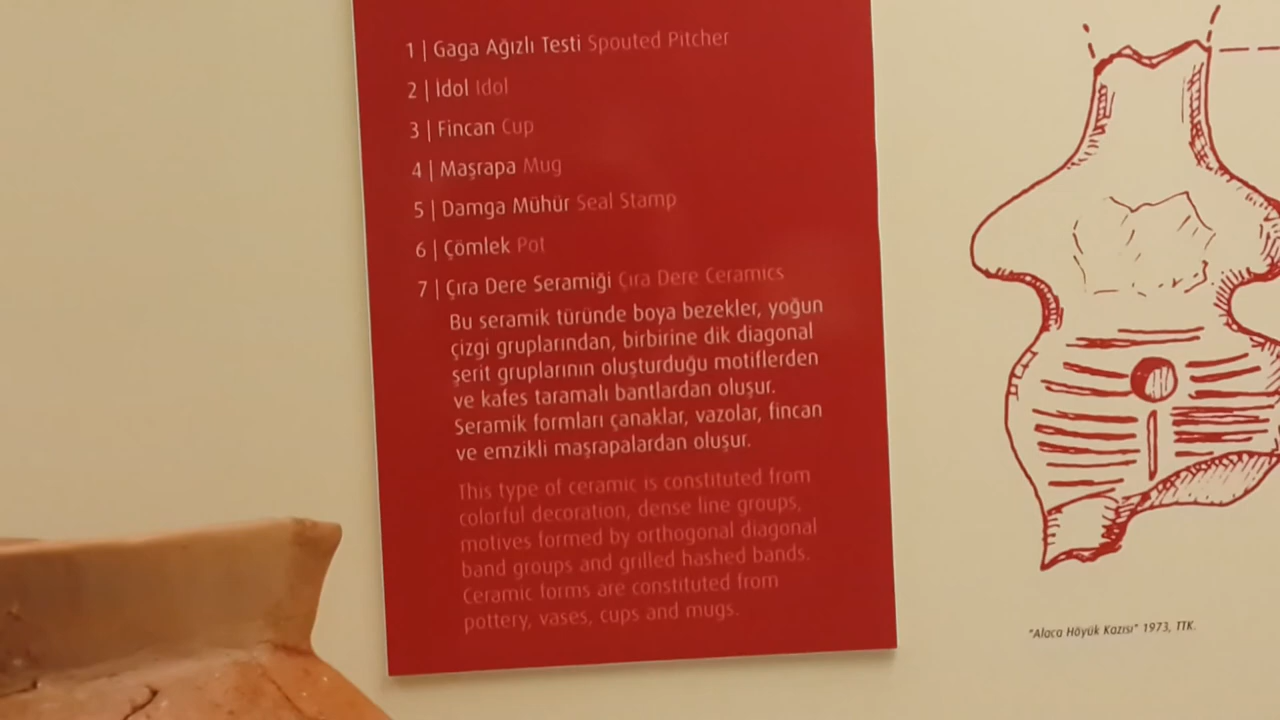 1 | Gaga Ağızlı Testi Spouted Pitcher
2 | İdol Idol
3 | Fincan Cup
4 | Maşrapa Mug
5 | Damga Mühür Seal Stamp
6 | Çömlek Pot
7 | Çıra Dere Seramiği Çıra Dere Ceramics
Bu seramik türünde boya bezekler, yoğun
çizgi gruplarından, birbirine dik diagonal
şerit gruplarının oluşturduğu motiflerden
ve kafes taramalı bantlardan oluşur.
Seramik formları çanaklar, vazolar, fincan
ve emzikli maşrapalardan oluşur.
This type of ceramic is constituted from
colorful decoration, dense line groups,
motives formed by orthogonal diagonal
band groups and grilled hashed bands.
Ceramic forms are constituted from
pottery, vases, cups and mugs.
"Alaca Höyük Kazısı" 1973, TTK.